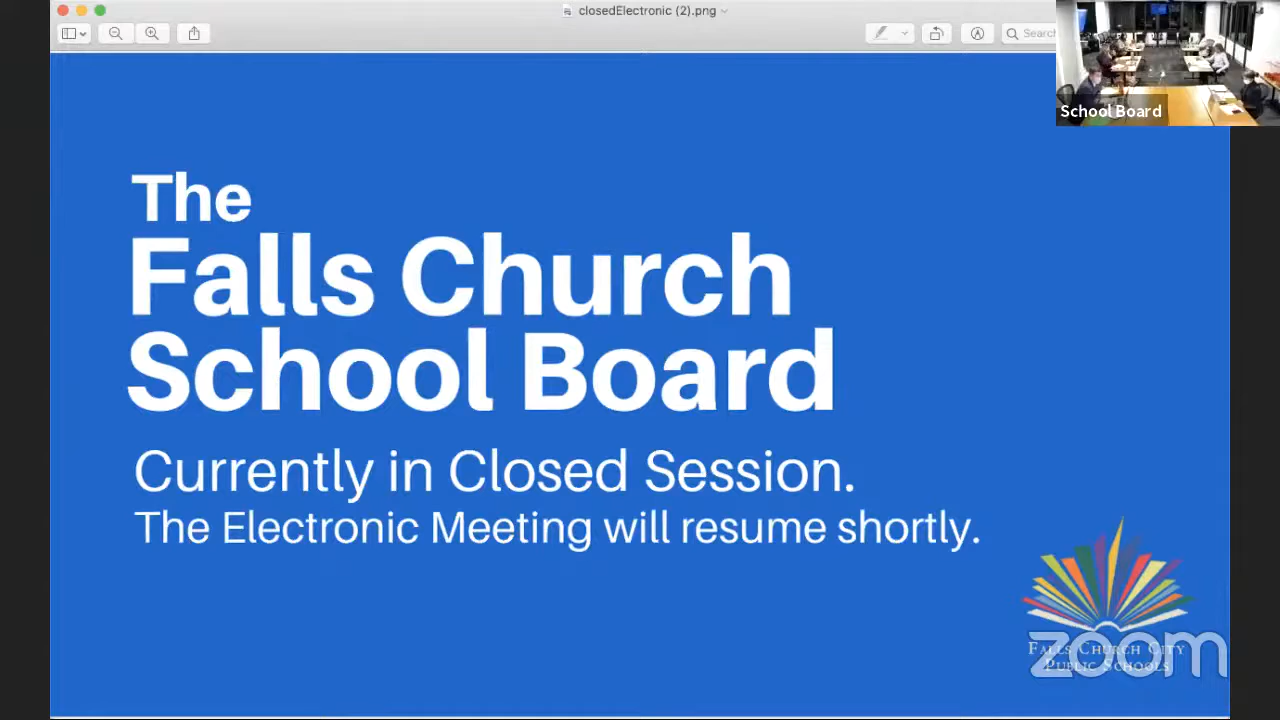 closedElectronic (2).png
Search
School Board
The
Falls Church
School Board
Currently in Closed Session.
The Electronic Meeting will resume shortly.
FALLS CHURCH CITY
PUBLIC SCHOOLS
zoom